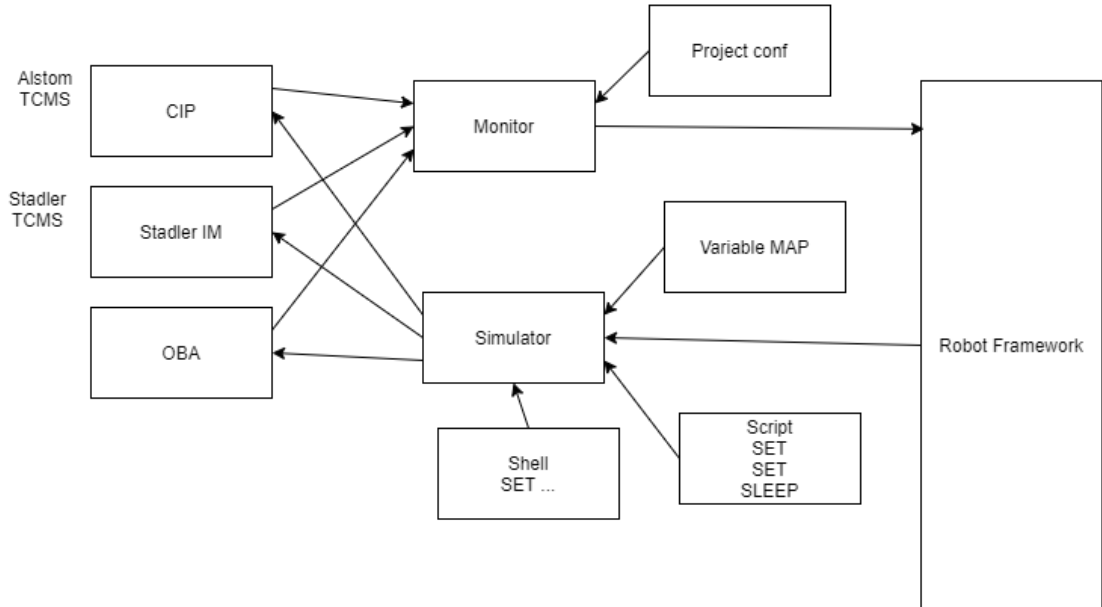 Project conf
Alstom
TCMS
CIP
Monitor
Stadler
TCMS
Stadler IM
Variable MAP
OBA
Simulator
Robot Framework
Shell
SET ...
Script
SET
SET
SLEEP